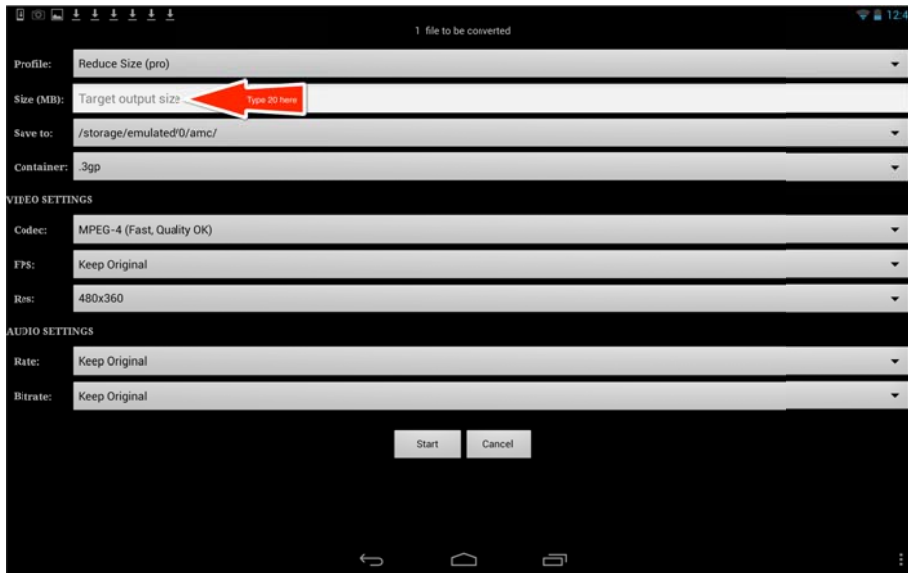 12:4
1 file to be converted
Profile: Reduce Size (pro)
Size (MB): Target output size Type 20 here
Save to: /storage/emulated/0/amc/
Container: .3gp
VIDEO SETTINGS
Codec: MPEG-4 (Fast, Quality OK)
FPS: Keep Original
Res: 480x360
AUDIO SETTINGS
Rate: Keep Original
Bitrate: Keep Original
Start Cancel